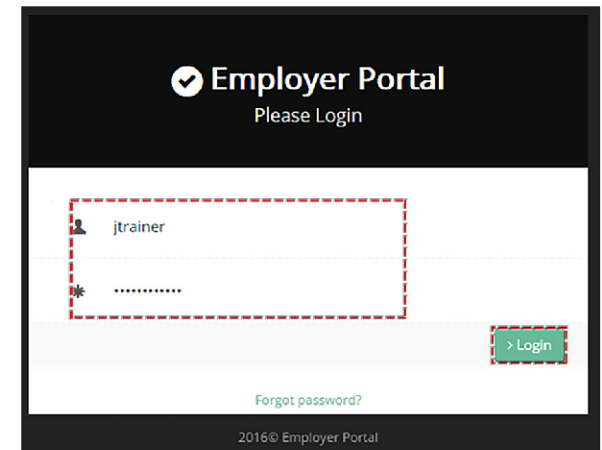 Employer Portal
Please Login
jtrainer
............
> Login
Forgot password?
2016© Employer Portal